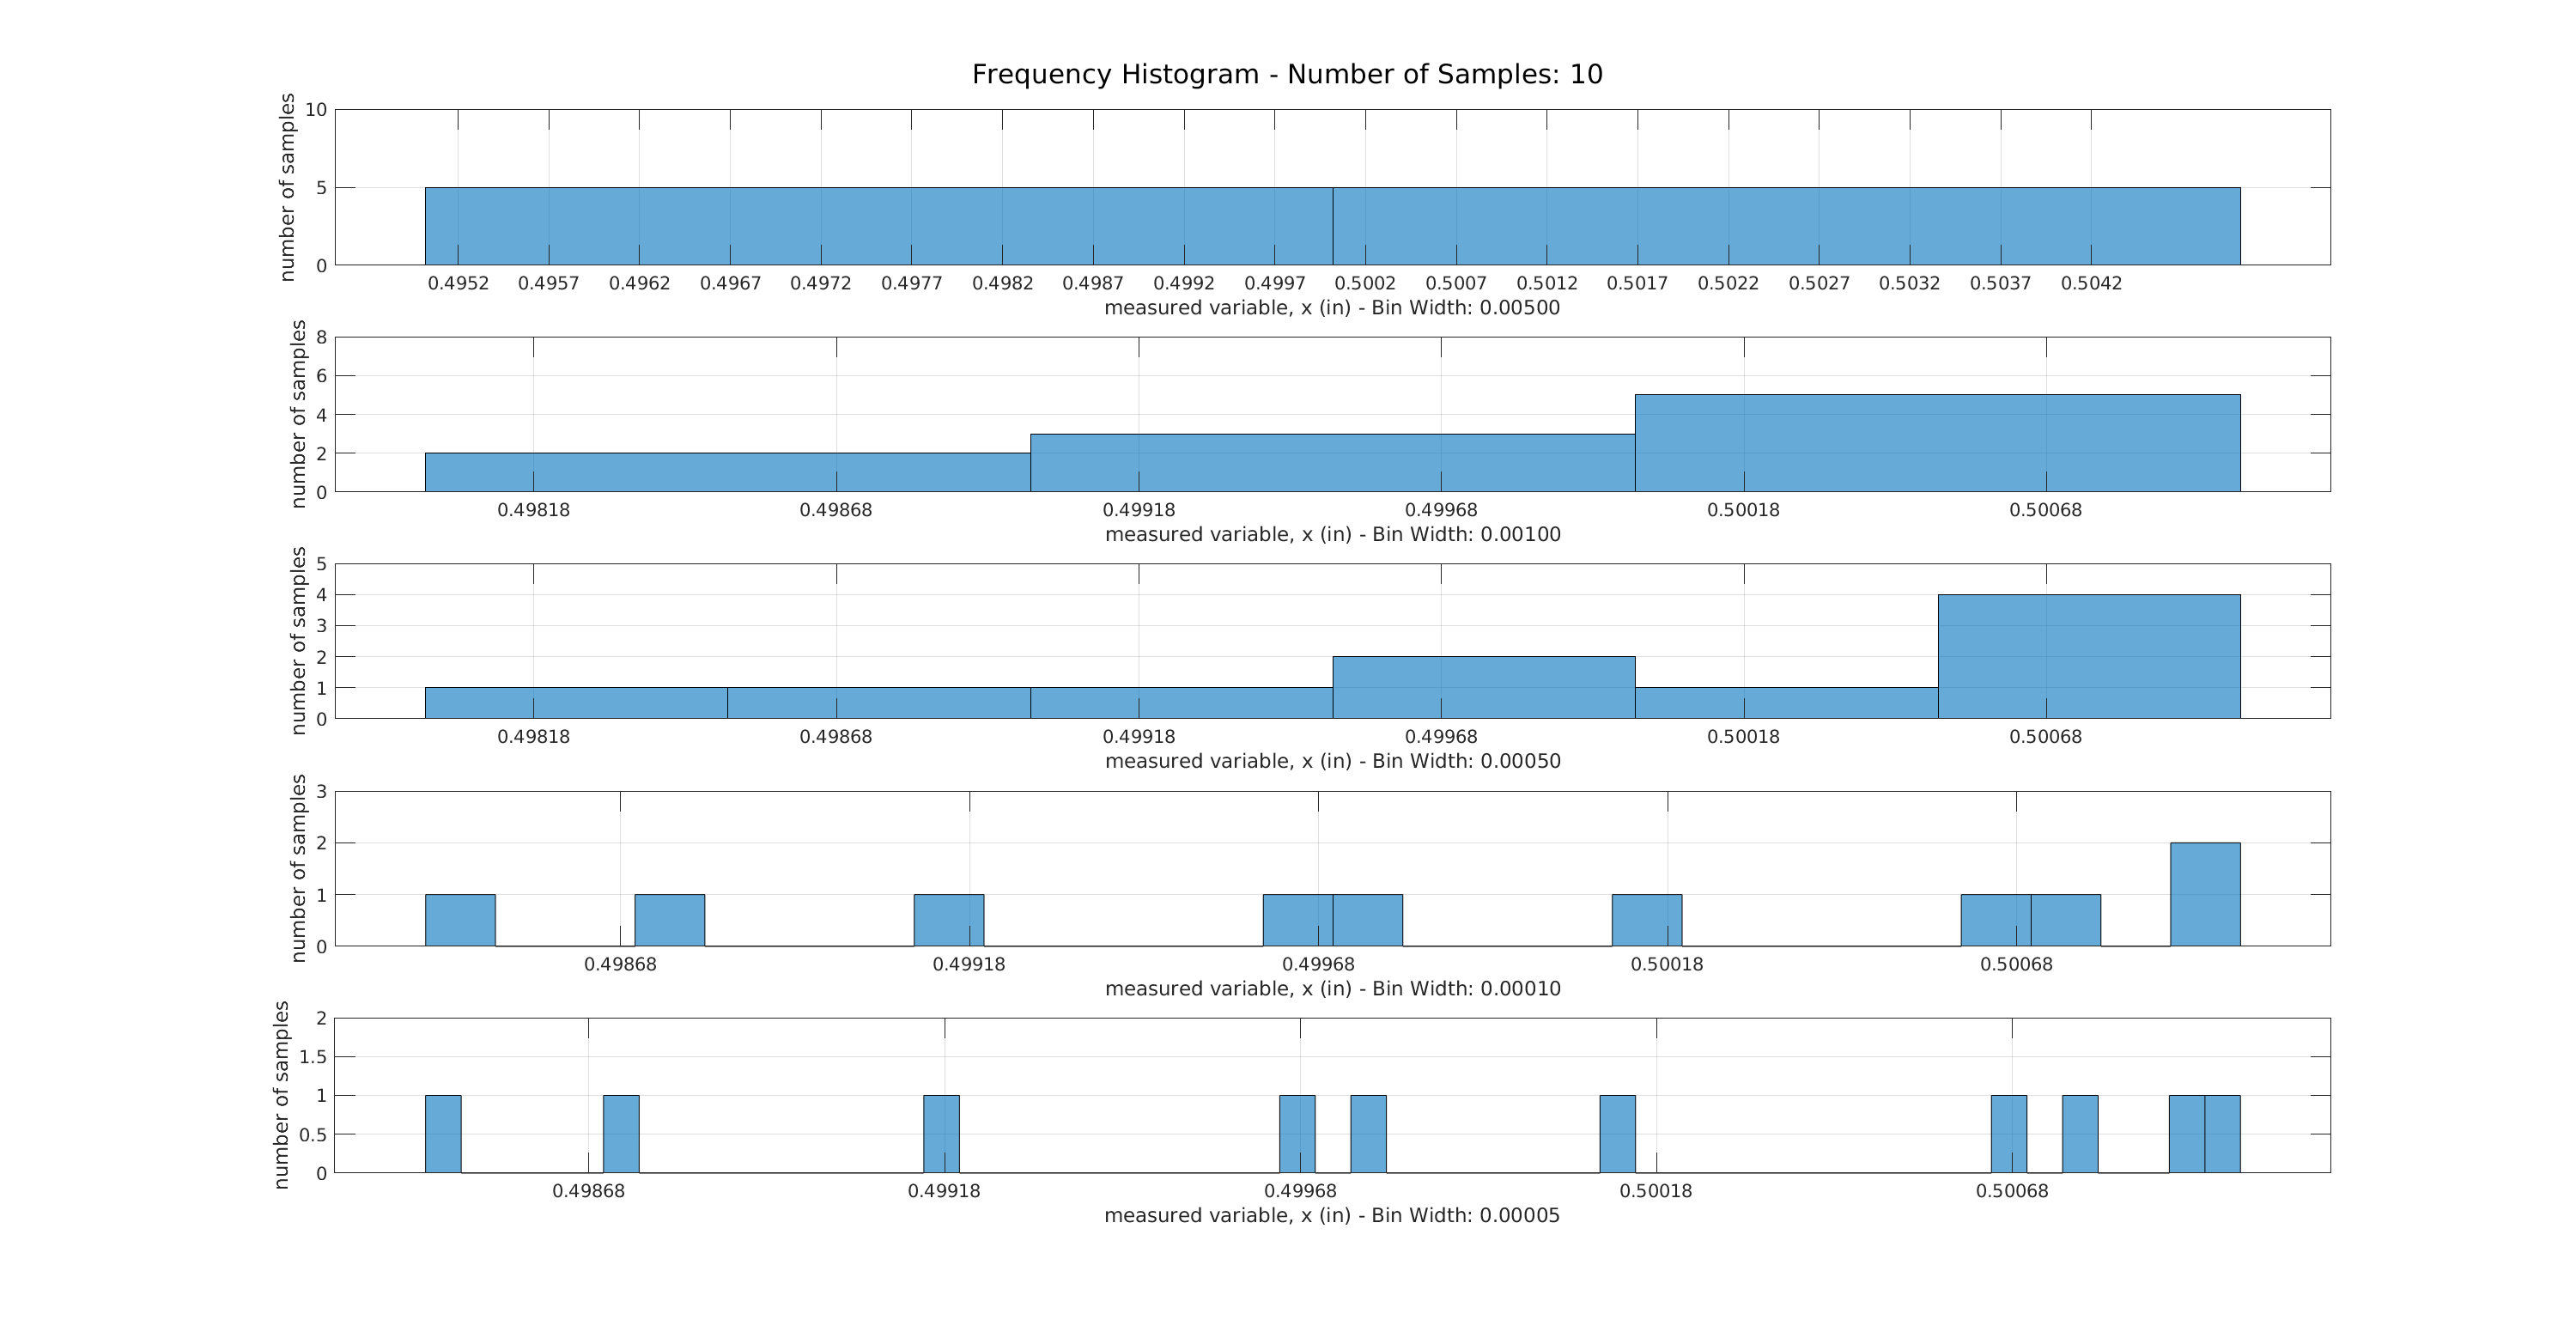 Frequency Histogram - Number of Samples: 10
number of samples
10
5
0
0.4952 0.4957 0.4962 0.4967 0.4972 0.4977 0.4982 0.4987 0.4992 0.4997 0.5002 0.5007 0.5012 0.5017 0.5022 0.5027 0.5032 0.5037 0.5042
measured variable, x (in) - Bin Width: 0.00500
number of samples
8
6
4
2
0
0.49818 0.49868 0.49918 0.49968 0.50018 0.50068
measured variable, x (in) - Bin Width: 0.00100
number of samples
5
4
3
2
1
0
0.49818 0.49868 0.49918 0.49968 0.50018 0.50068
measured variable, x (in) - Bin Width: 0.00050
number of samples
3
2
1
0
0.49868 0.49918 0.49968 0.50018 0.50068
measured variable, x (in) - Bin Width: 0.00010
number of samples
2
1.5
1
0.5
0
0.49868 0.49918 0.49968 0.50018 0.50068
measured variable, x (in) - Bin Width: 0.00005